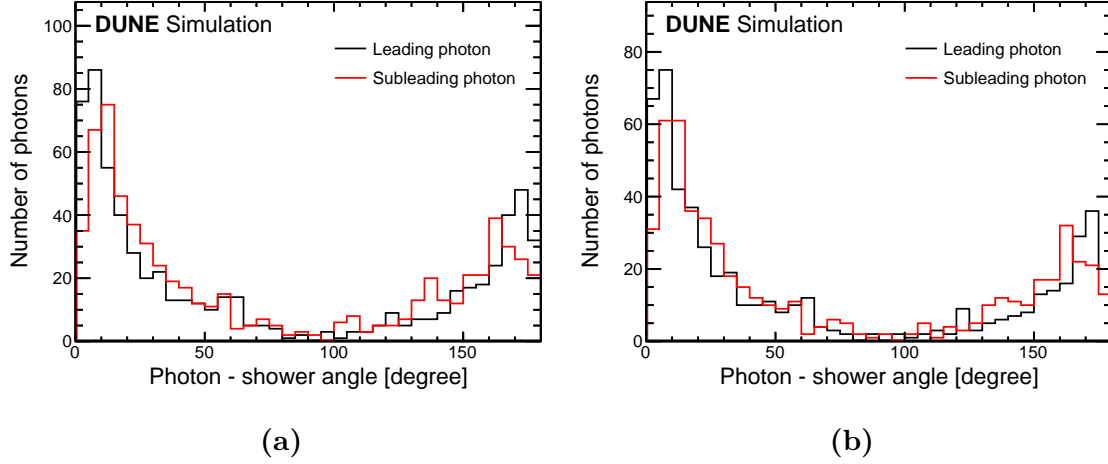 DUNE Simulation
Leading photon
Subleading photon
Number of photons
100
80
60
40
20
0
0 50 100 150
Photon - shower angle [degree]
(a)
DUNE Simulation
Leading photon
Subleading photon
Number of photons
80
60
40
20
0
0 50 100 150
Photon - shower angle [degree]
(b)